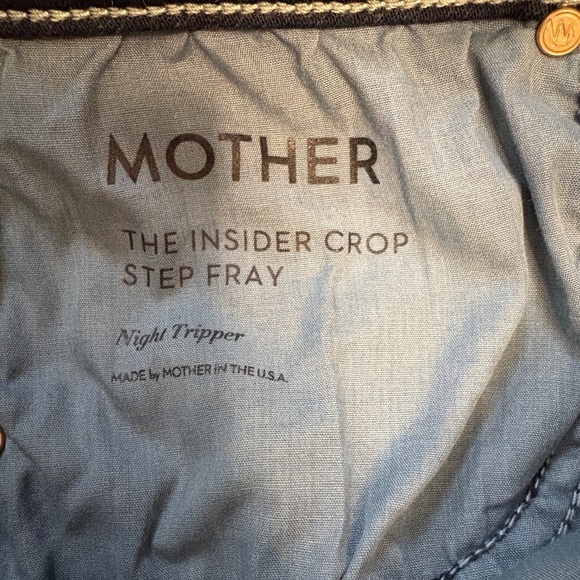 MOTHER
THE INSIDER CROP
STEP FRAY
Night Tripper
MADE by MOTHER IN THE U.S.A.